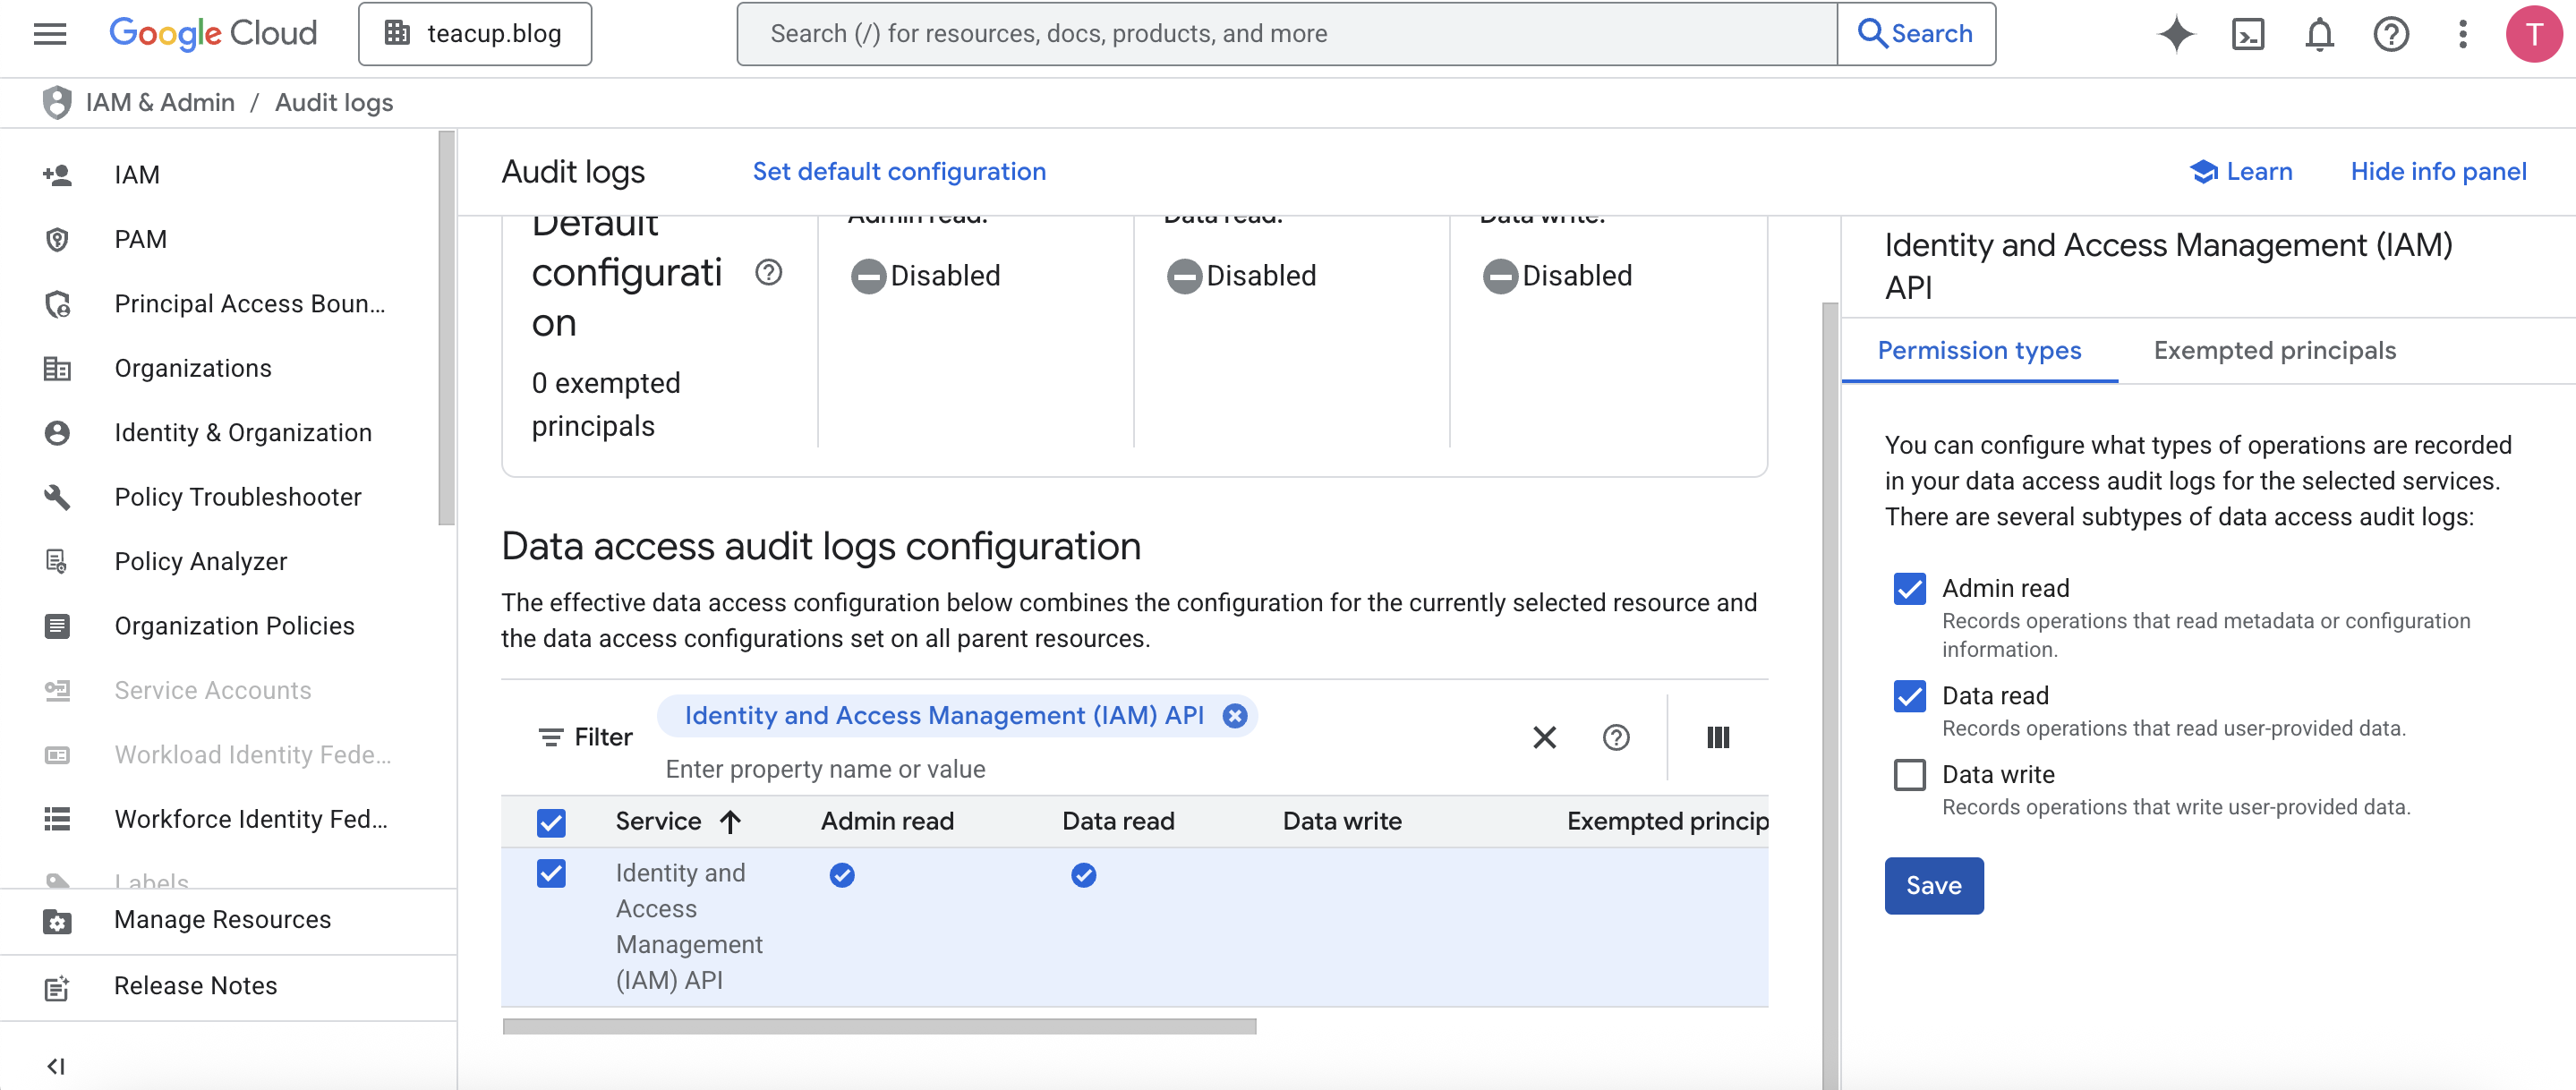 Google Cloud
teacup.blog
Search (/) for resources, docs, products, and more
Search
T
IAM & Admin / Audit logs
IAM
PAM
Principal Access Boun...
Organizations
Identity & Organization
Policy Troubleshooter
Policy Analyzer
Organization Policies
Service Accounts
Workload Identity Fede...
Workforce Identity Fed...
Labels
Manage Resources
Release Notes
Audit logs
Set default configuration
Learn
Hide info panel
Default
configurati
on
0 exempted
principals
Admin read:
Disabled
Data read:
Disabled
Data write:
Disabled
Data access audit logs configuration
The effective data access configuration below combines the configuration for the currently selected resource and
the data access configurations set on all parent resources.
Filter
Identity and Access Management (IAM) API
Enter property name or value
Service Admin read Data read Data write Exempted princip
Identity and
Access
Management
(IAM) API
Identity and Access Management (IAM)
API
Permission types
Exempted principals
You can configure what types of operations are recorded
in your data access audit logs for the selected services.
There are several subtypes of data access audit logs:
Admin read
Records operations that read metadata or configuration
information.
Data read
Records operations that read user-provided data.
Data write
Records operations that write user-provided data.
Save